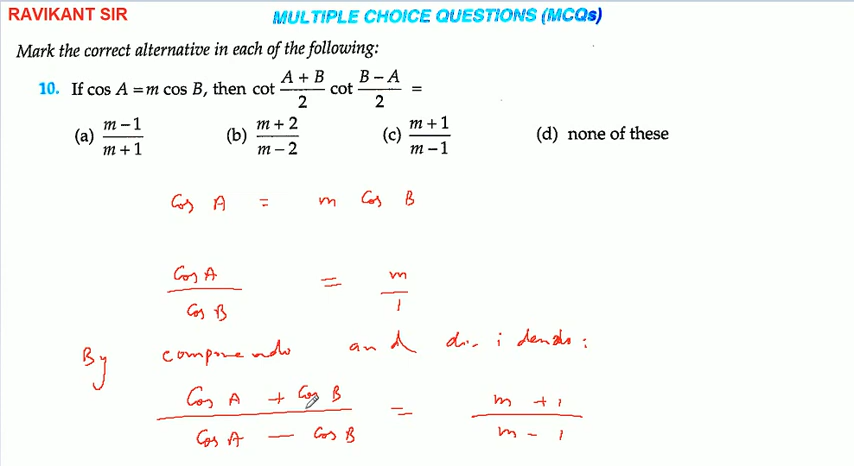 RAVIKANT SIR
MULTIPLE CHOICE QUESTIONS (MCQs)
Mark the correct alternative in each of the following:
10. If cos A = m cos B, then cot (A + B)/2 cot (B – A)/2 =
(a) (m – 1)/(m + 1) (b) (m + 2)/(m – 2) (c) (m + 1)/(m – 1) (d) none of these
Cos A = m Cos B
Cos A / Cos B = m / 1
By componendo and dividendo :
(Cos A + Cos B) / (Cos A – Cos B) = (m + 1) / (m – 1)